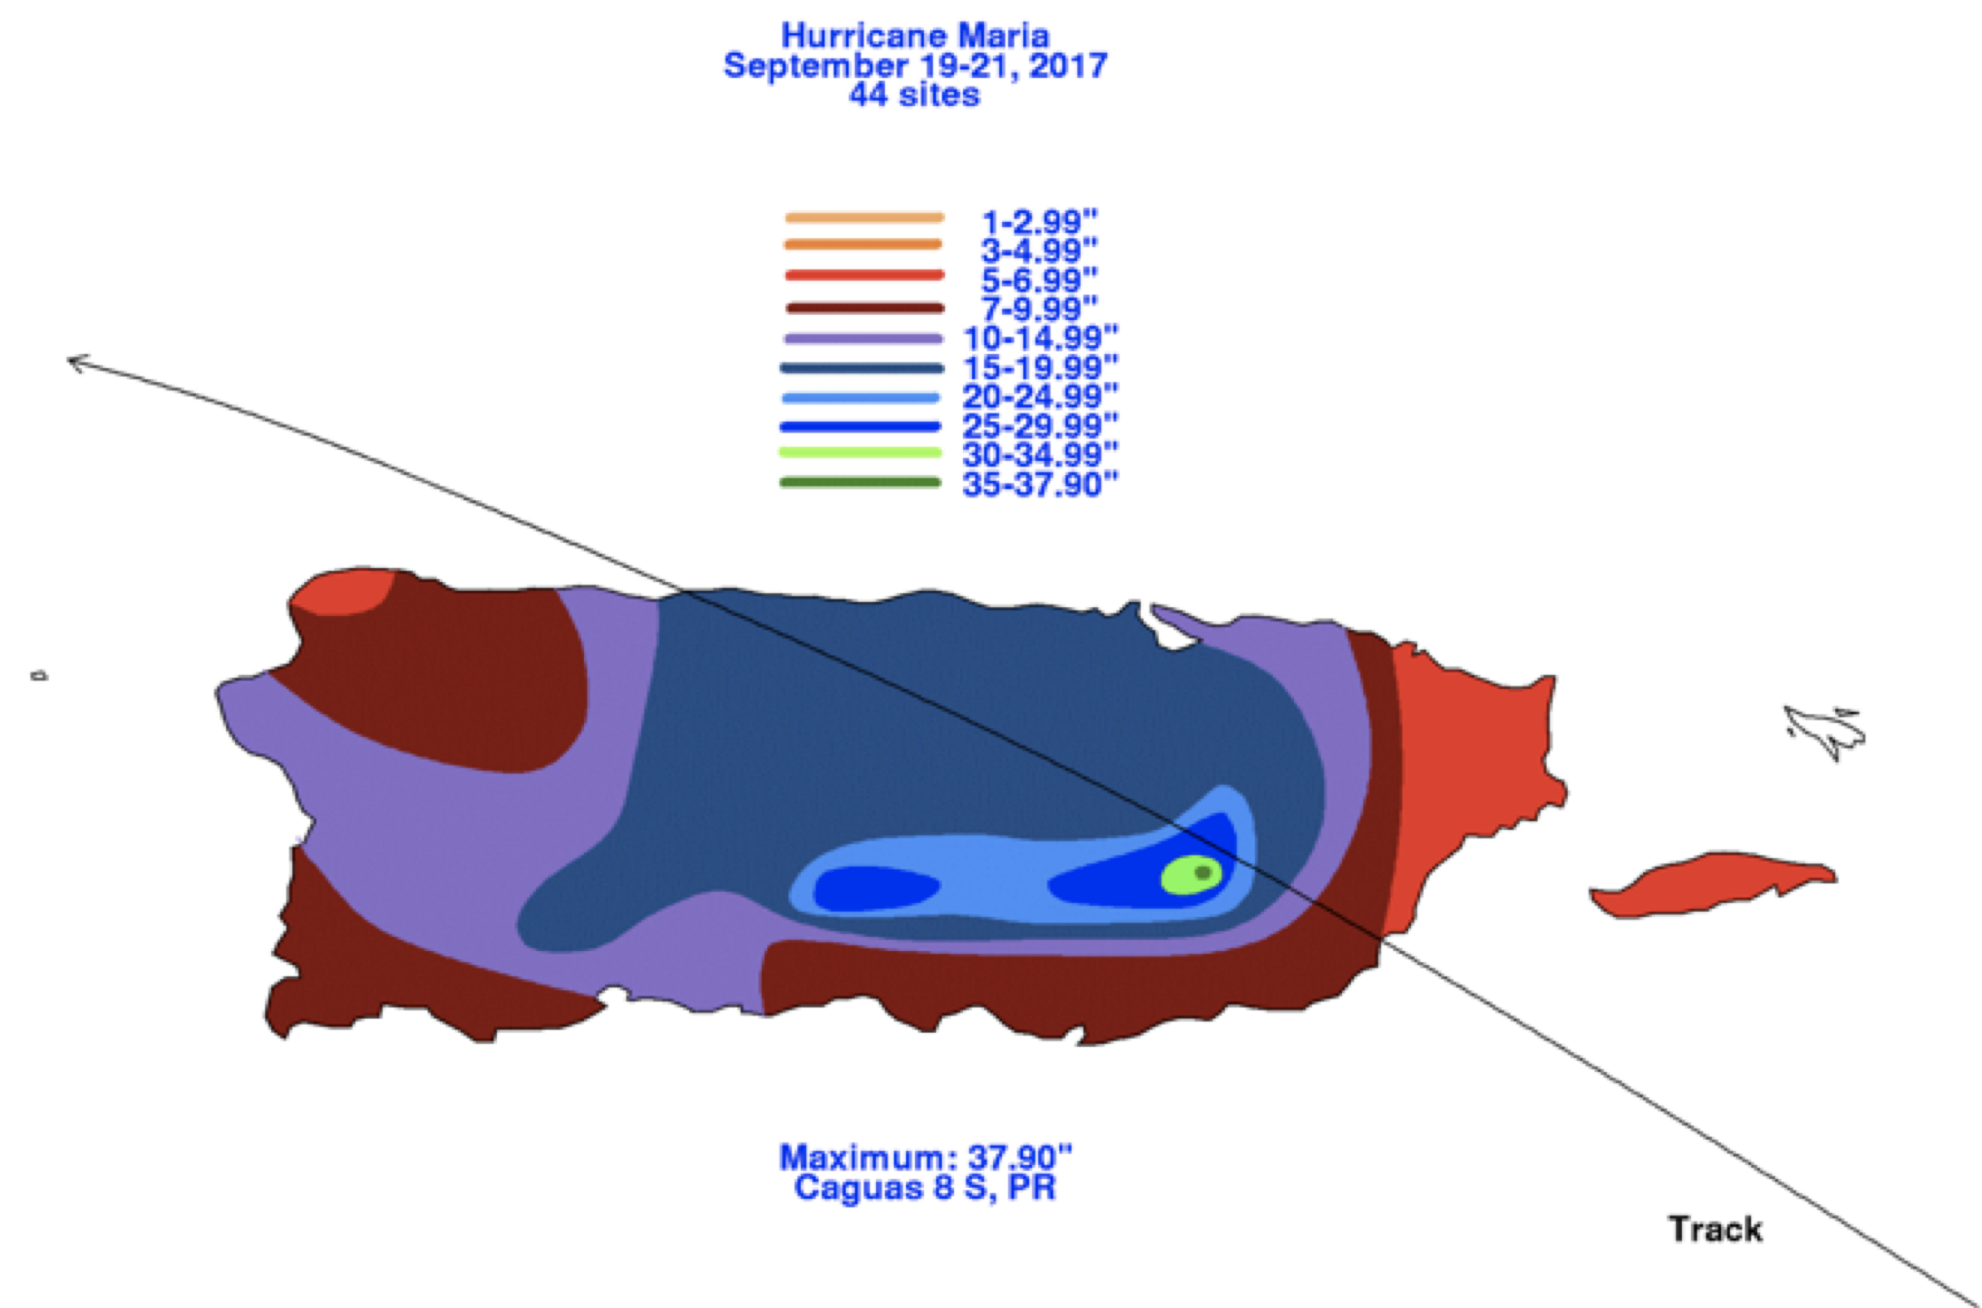 Hurricane Maria
September 19-21, 2017
44 sites
1-2.99"
3-4.99"
5-6.99"
7-9.99"
10-14.99"
15-19.99"
20-24.99"
25-29.99"
30-34.99"
35-37.90"
Maximum: 37.90"
Caguas 8 S, PR
Track